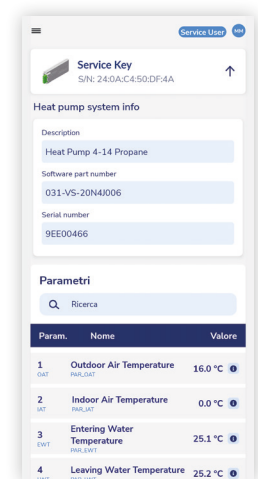 Service User MM
Service Key
S/N: 24:0A:C4:50:DF:4A
Heat pump system info
Description
Heat Pump 4-14 Propane
Software part number
031-VS-20N4J006
Serial number
9EE00466
Parametri
Ricerca
Param. Nome Valore
1 Outdoor Air Temperature 16.0 °C
OAT PAR_OAT
2 Indoor Air Temperature 0.0 °C
IAT PAR_IAT
3 Entering Water
Temperature 25.1 °C
EWT PAR_EWT
4 Leaving Water Temperature 25.2 °C